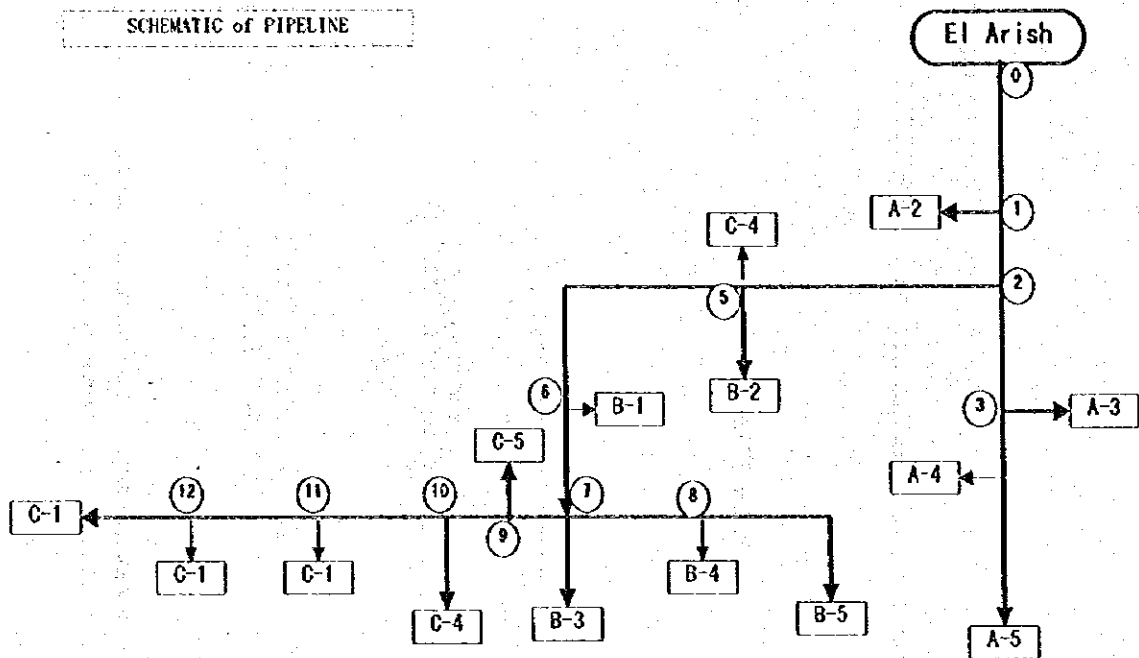 SCHEMATIC of PIPELINE
El Arish
0
A-2
1
C-4
2
5
B-2
6
B-1
3
A-3
C-5
A-4
12
11
10
7
8
C-1
9
C-1
C-1
B-4
C-4
B-3
B-5
A-5